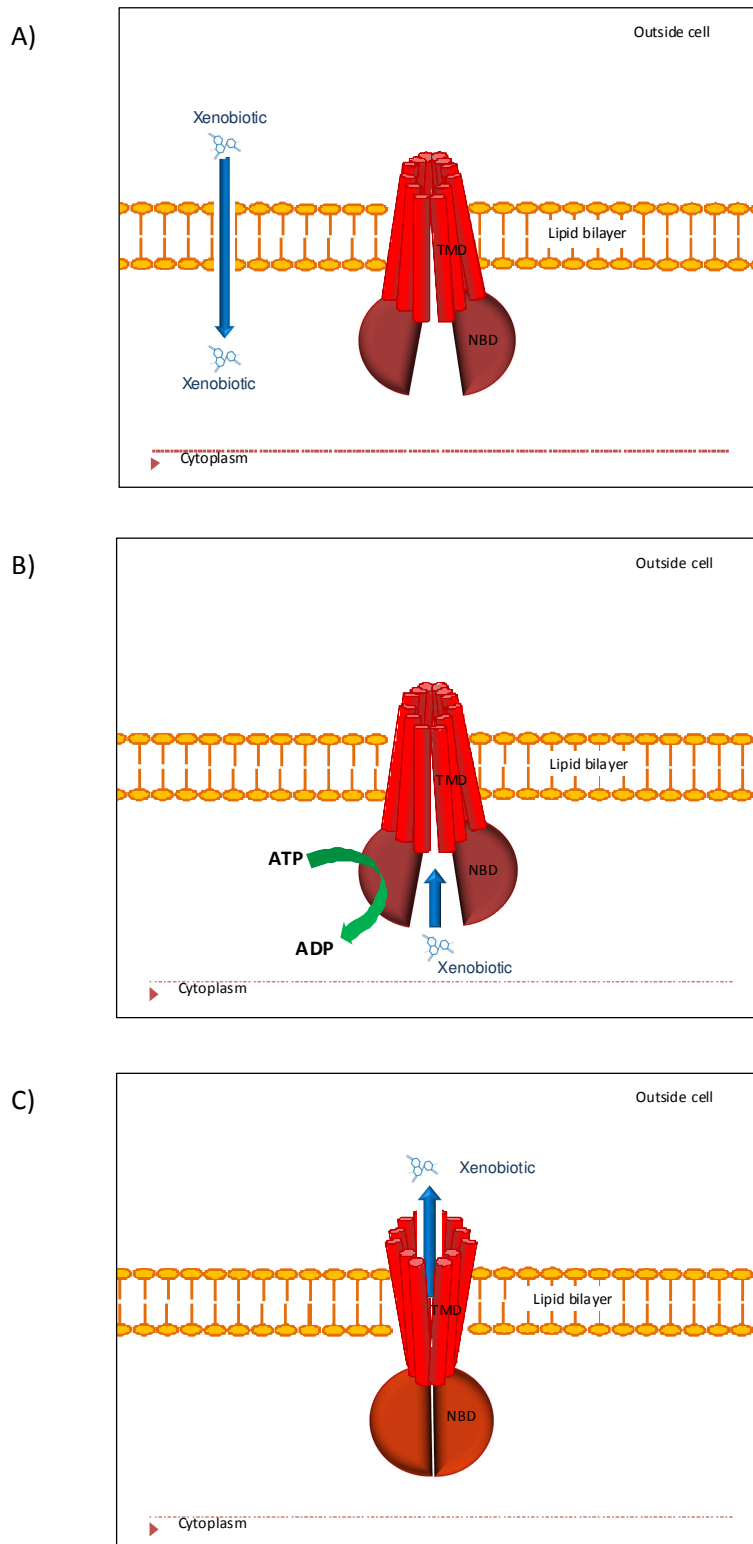 A)
Outside cell
Xenobiotic
Lipid bilayer
TMD
NBD
Xenobiotic
Cytoplasm
B)
Outside cell
Lipid bilayer
TMD
ATP
NBD
ADP
Xenobiotic
Cytoplasm
C)
Outside cell
Xenobiotic
Lipid bilayer
TMD
NBD
Cytoplasm